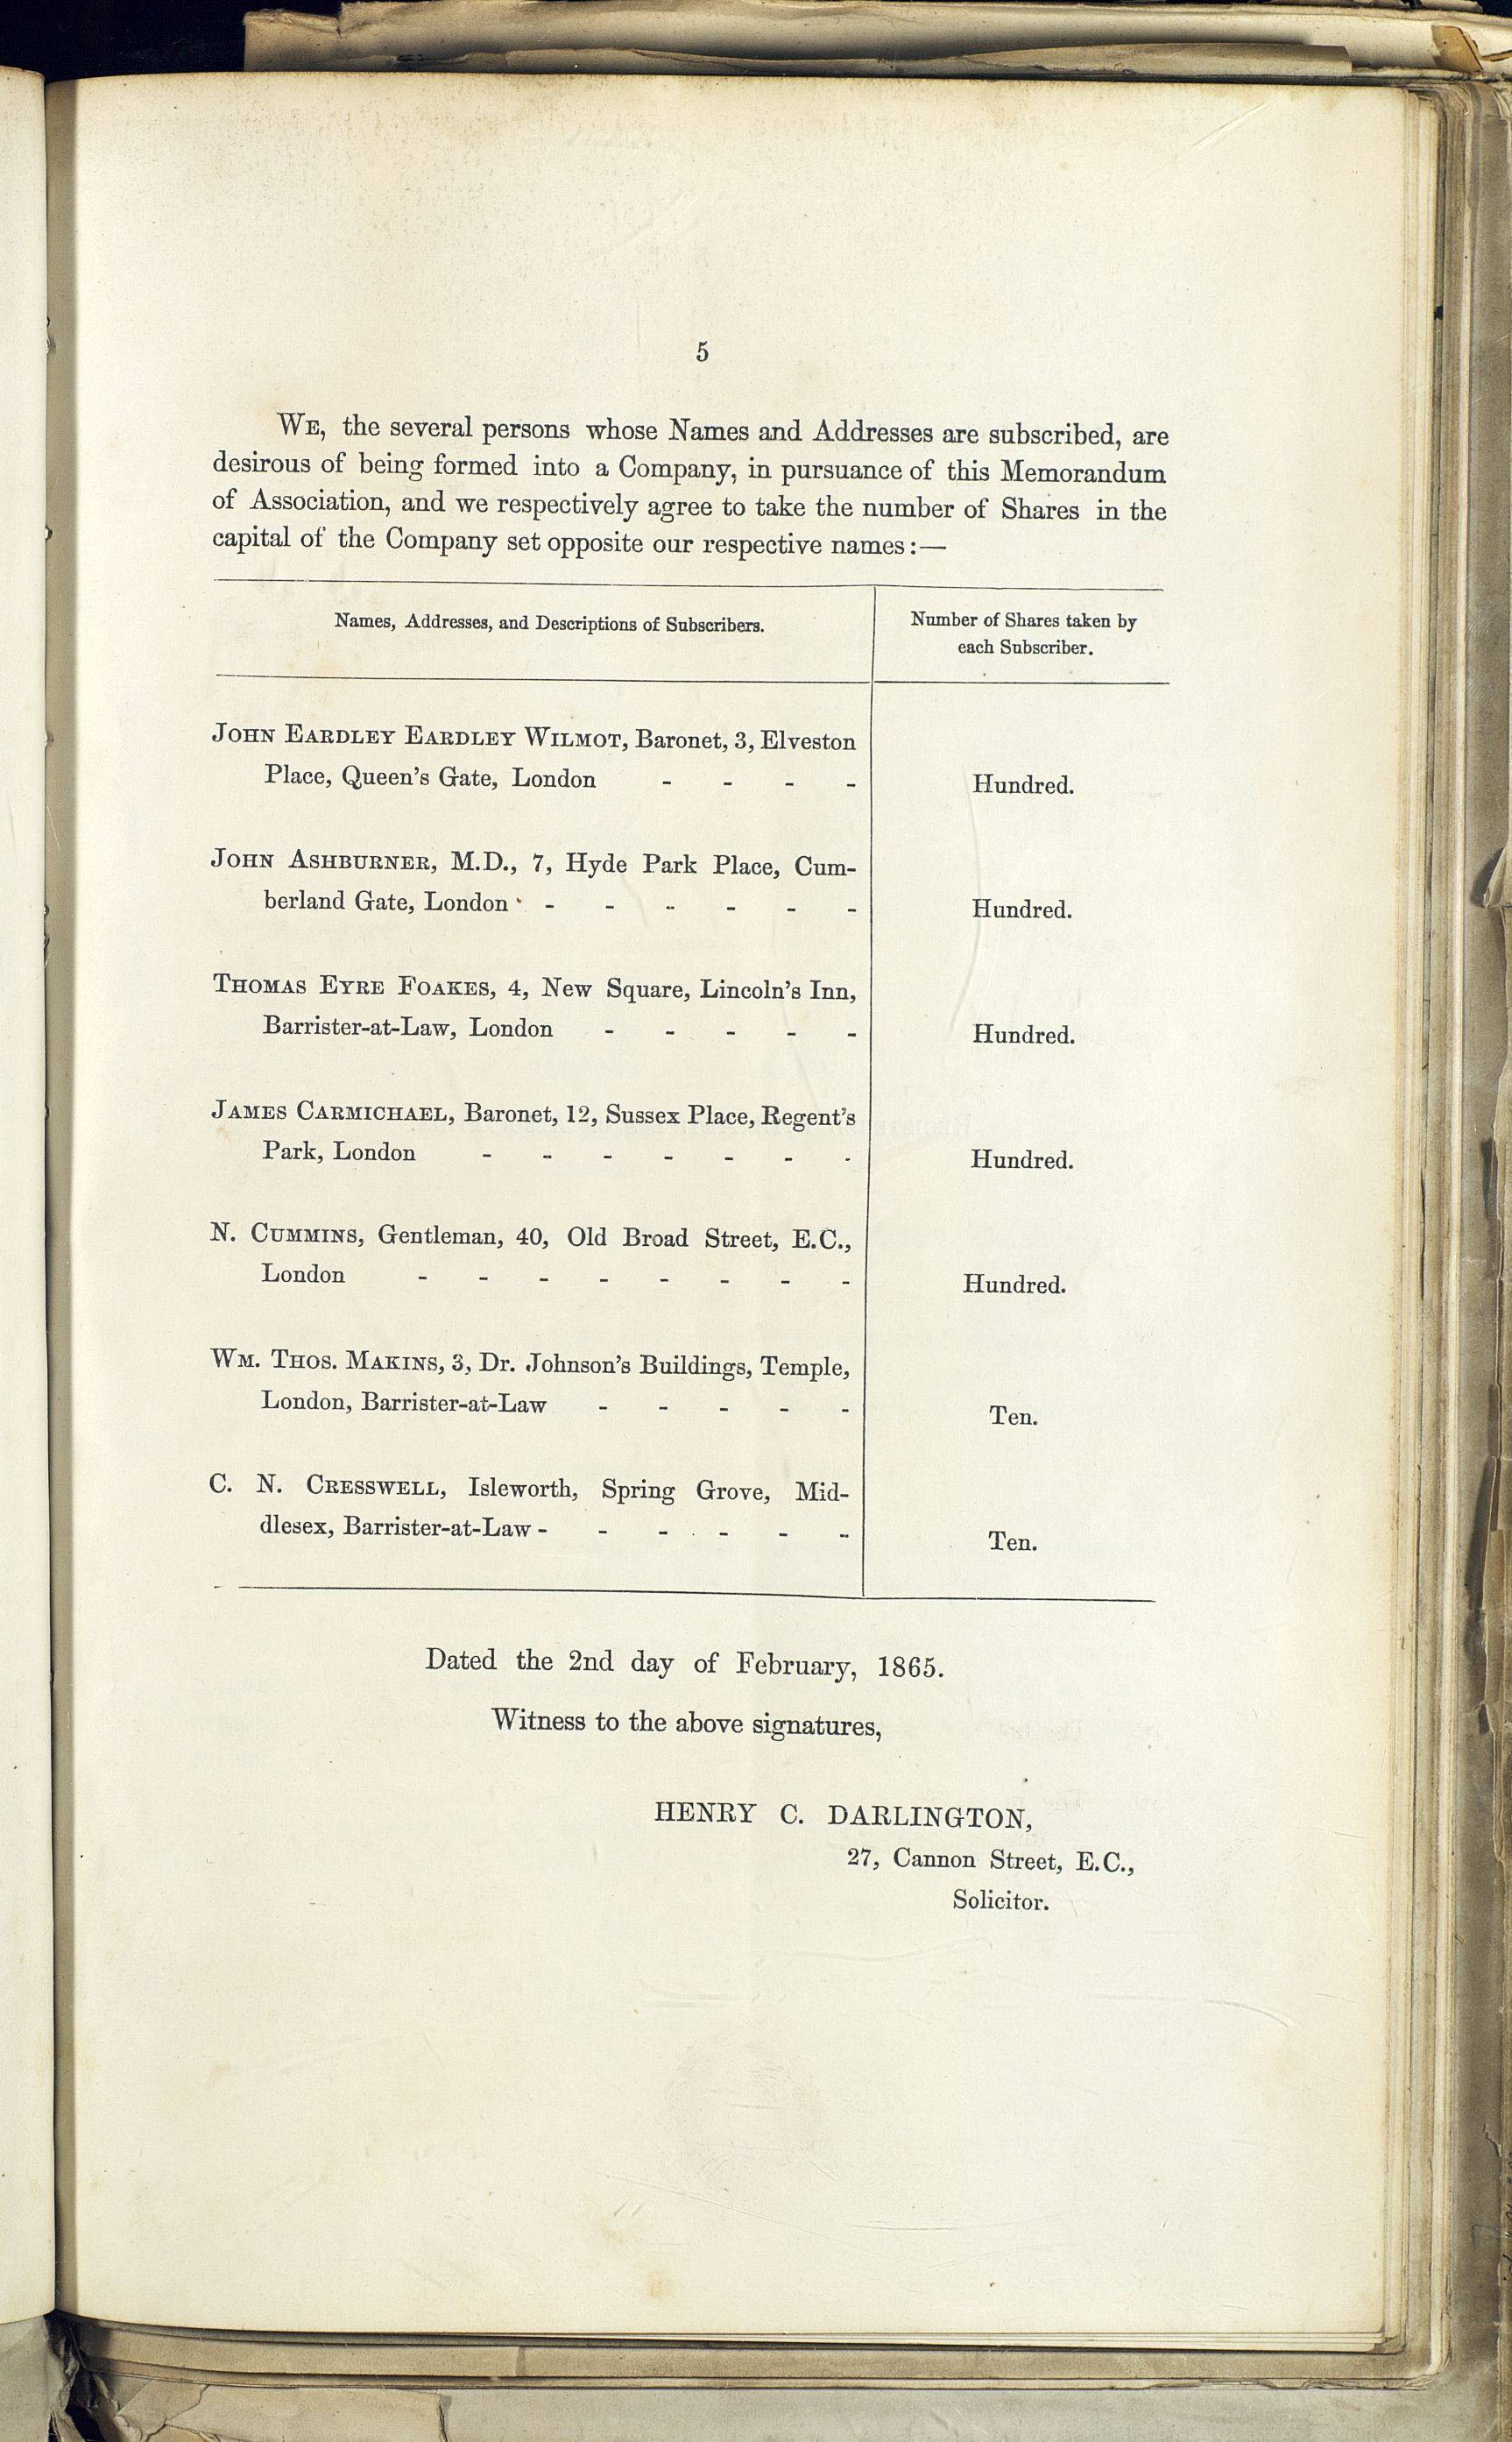 5
WE, the several persons whose Names and Addresses are subscribed, are
desirous of being formed into a Company, in pursuance of this Memorandum
of Association, and we respectively agree to take the number of Shares in the
capital of the Company set opposite our respective names:—
Names, Addresses, and Descriptions of Subscribers.
Number of Shares taken by
each Subscriber.
JOHN EARDLEY EARDLEY WILMOT, Baronet, 3, Elveston
Place, Queen's Gate, London - - - -
Hundred.
JOHN ASHBURNER, M.D., 7, Hyde Park Place, Cum-
berland Gate, London - - - - - -
Hundred.
THOMAS EYRE FOAKES, 4, New Square, Lincoln's Inn,
Barrister-at-Law, London - - - - -
Hundred.
JAMES CARMICHAEL, Baronet, 12, Sussex Place, Regent's
Park, London - - - - - - -
Hundred.
N. CUMMINS, Gentleman, 40, Old Broad Street, E.C.,
London - - - - - - - -
Hundred.
WM. THOS. MAKINS, 3, Dr. Johnson's Buildings, Temple,
London, Barrister-at-Law - - - - -
Ten.
C. N. CRESSWELL, Isleworth, Spring Grove, Mid-
dlesex, Barrister-at-Law - - - - - -
Ten.
Dated the 2nd day of February, 1865.
Witness to the above signatures,
HENRY C. DARLINGTON,
27, Cannon Street, E.C.,
Solicitor.